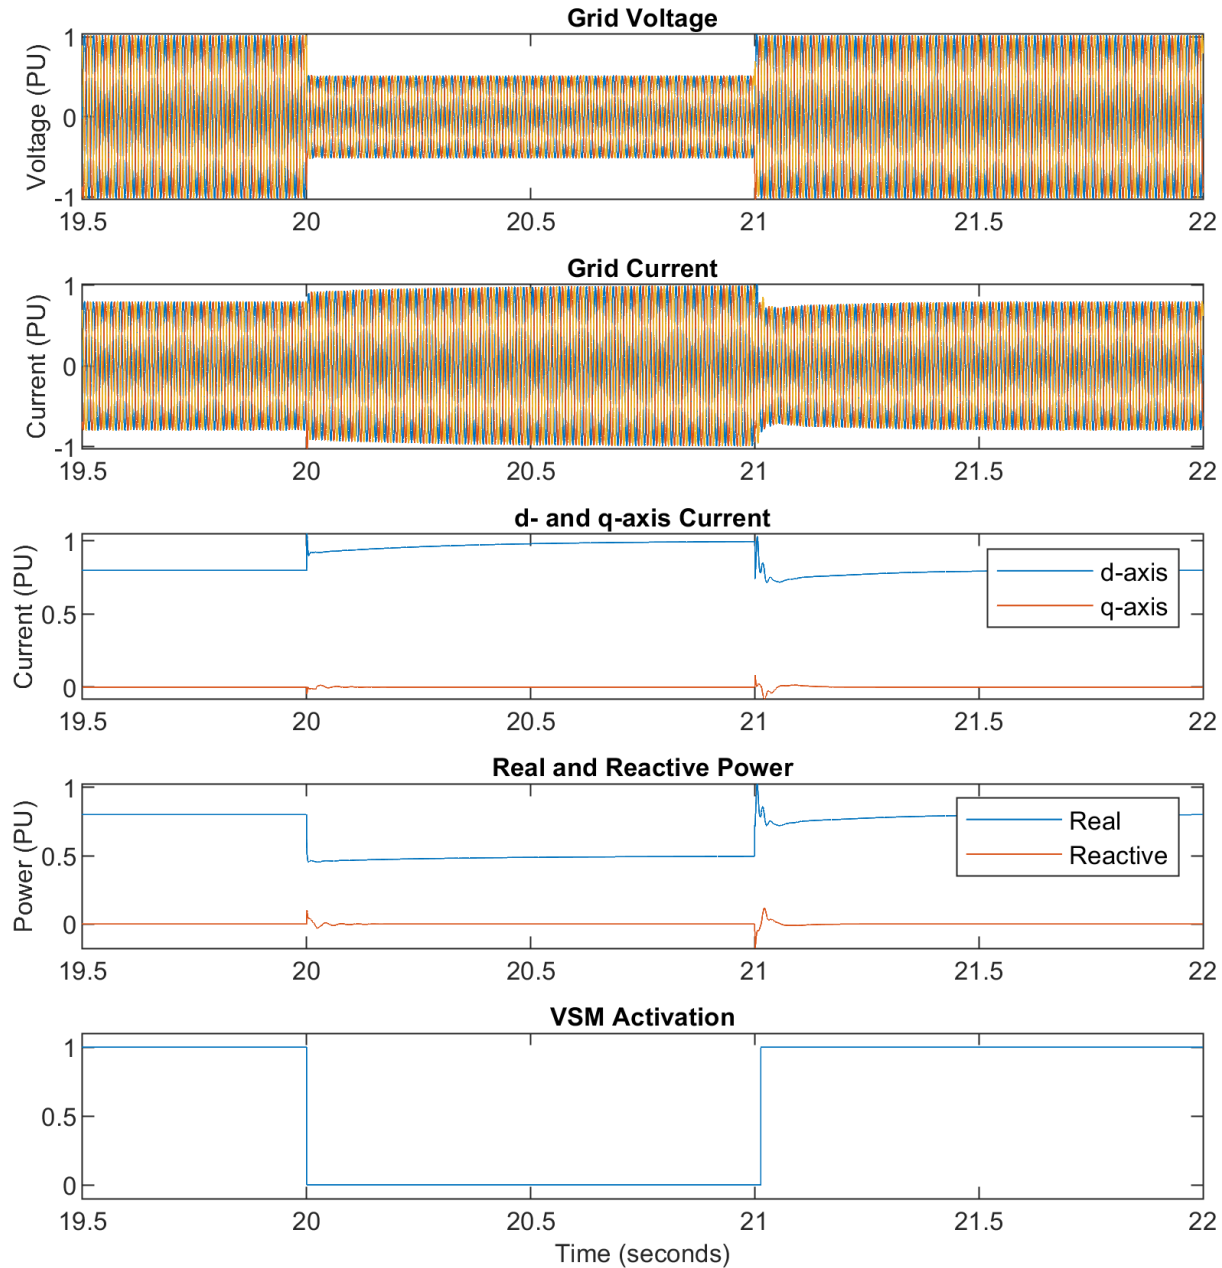 Grid Voltage
Voltage (PU)
1
0
-1
19.5 20 20.5 21 21.5 22
Grid Current
Current (PU)
1
0
-1
19.5 20 20.5 21 21.5 22
d- and q-axis Current
Current (PU)
1
0.5
0
d-axis
q-axis
19.5 20 20.5 21 21.5 22
Real and Reactive Power
Power (PU)
1
0.5
0
Real
Reactive
19.5 20 20.5 21 21.5 22
VSM Activation
1
0.5
0
19.5 20 20.5 21 21.5 22
Time (seconds)